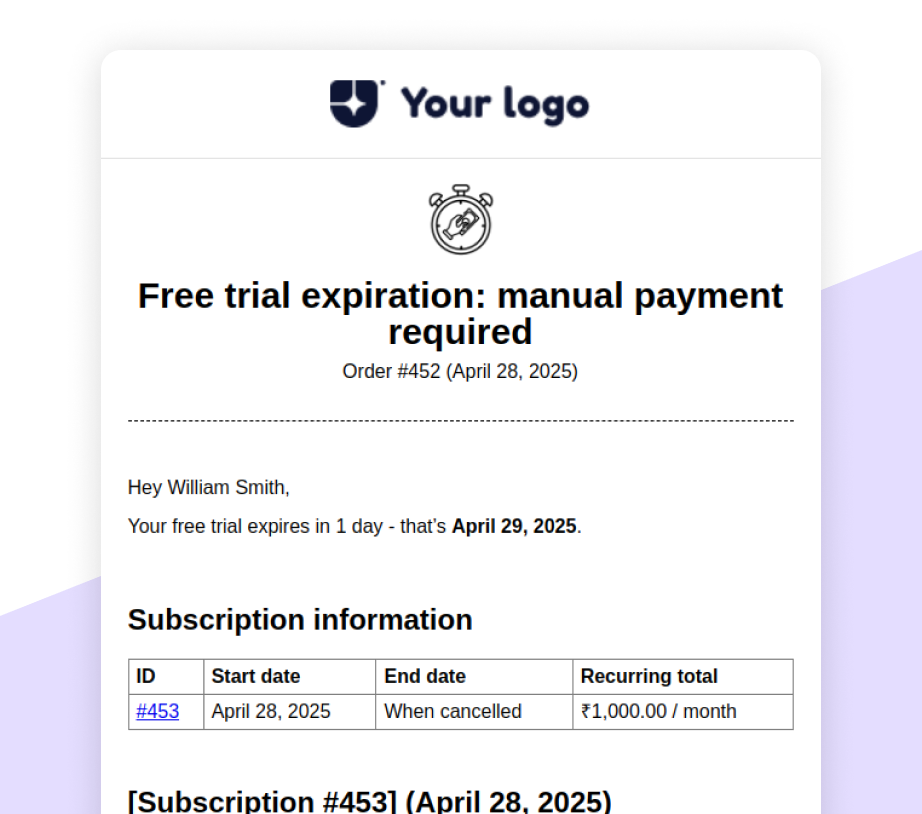 Your logo
Free trial expiration: manual payment
required
Order #452 (April 28, 2025)
Hey William Smith,
Your free trial expires in 1 day - that’s April 29, 2025.
Subscription information
ID Start date End date Recurring total
#453 April 28, 2025 When cancelled ₹1,000.00 / month
[Subscription #453] (April 28, 2025)